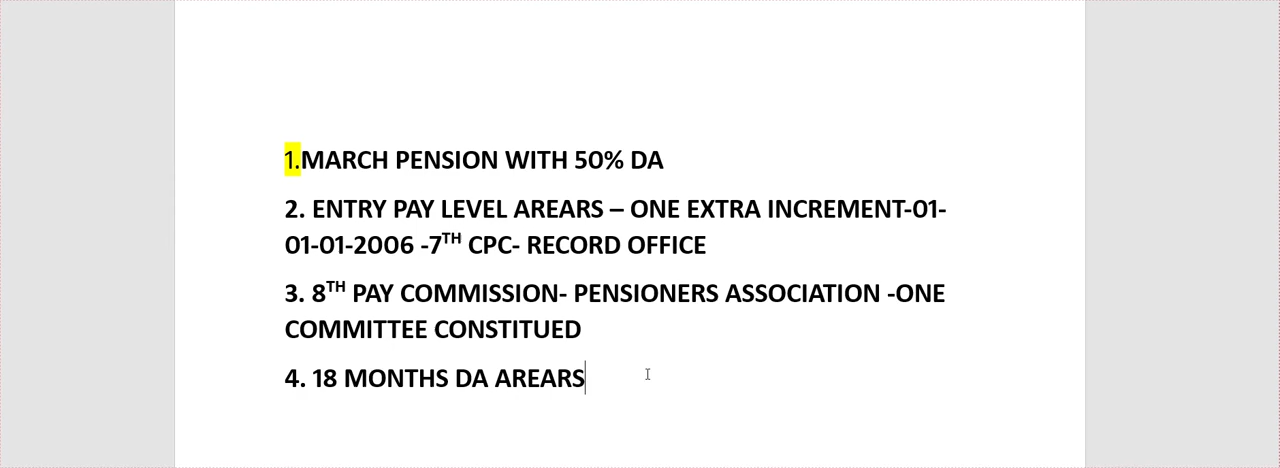 1.MARCH PENSION WITH 50% DA
2. ENTRY PAY LEVEL AREARS – ONE EXTRA INCREMENT-01-
01-01-2006 -7TH CPC- RECORD OFFICE
3. 8TH PAY COMMISSION- PENSIONERS ASSOCIATION -ONE
COMMITTEE CONSTITUED
4. 18 MONTHS DA AREARS